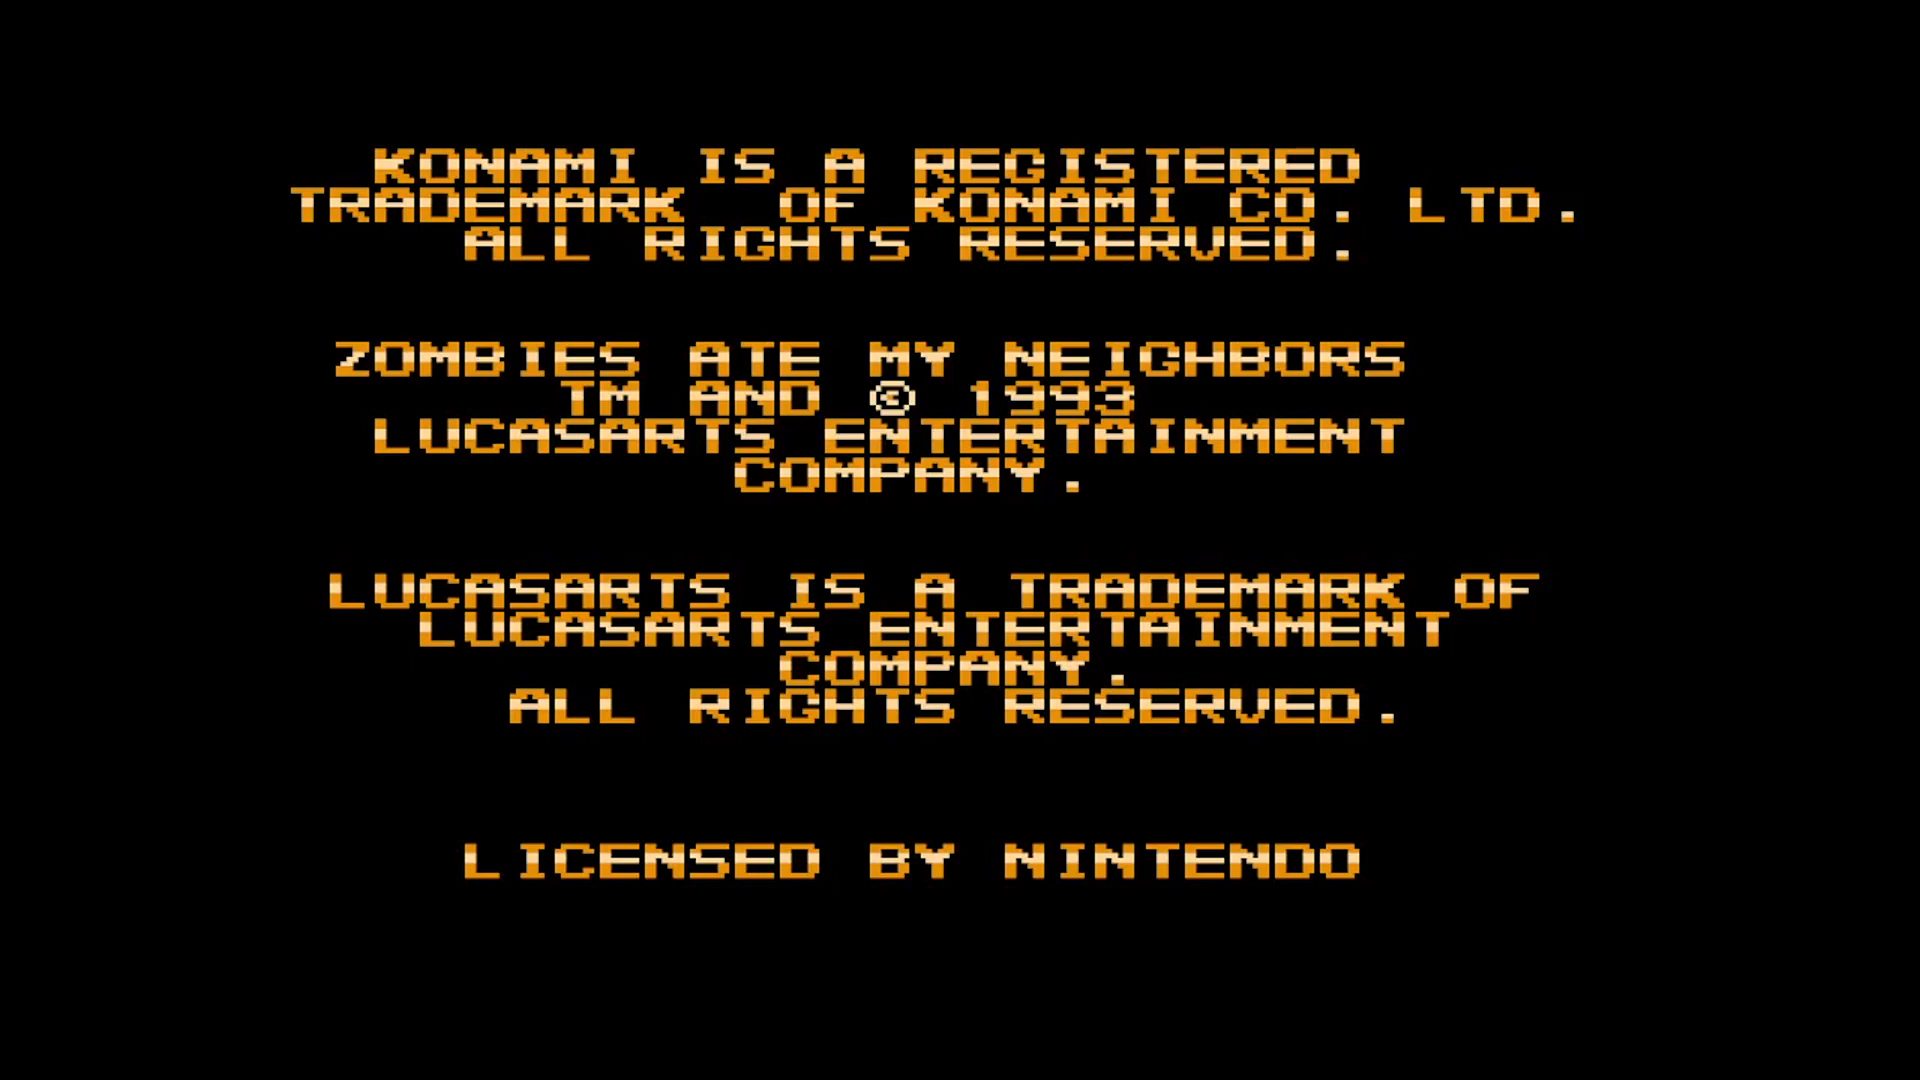 KONAMI IS A REGISTERED
TRADEMARK OF KONAMI CO. LTD.
ALL RIGHTS RESERVED.
ZOMBIES ATE MY NEIGHBORS
TM AND © 1993
LUCASARTS ENTERTAINMENT
COMPANY.
LUCASARTS IS A TRADEMARK OF
LUCASARTS ENTERTAINMENT
COMPANY.
ALL RIGHTS RESERVED.
LICENSED BY NINTENDO